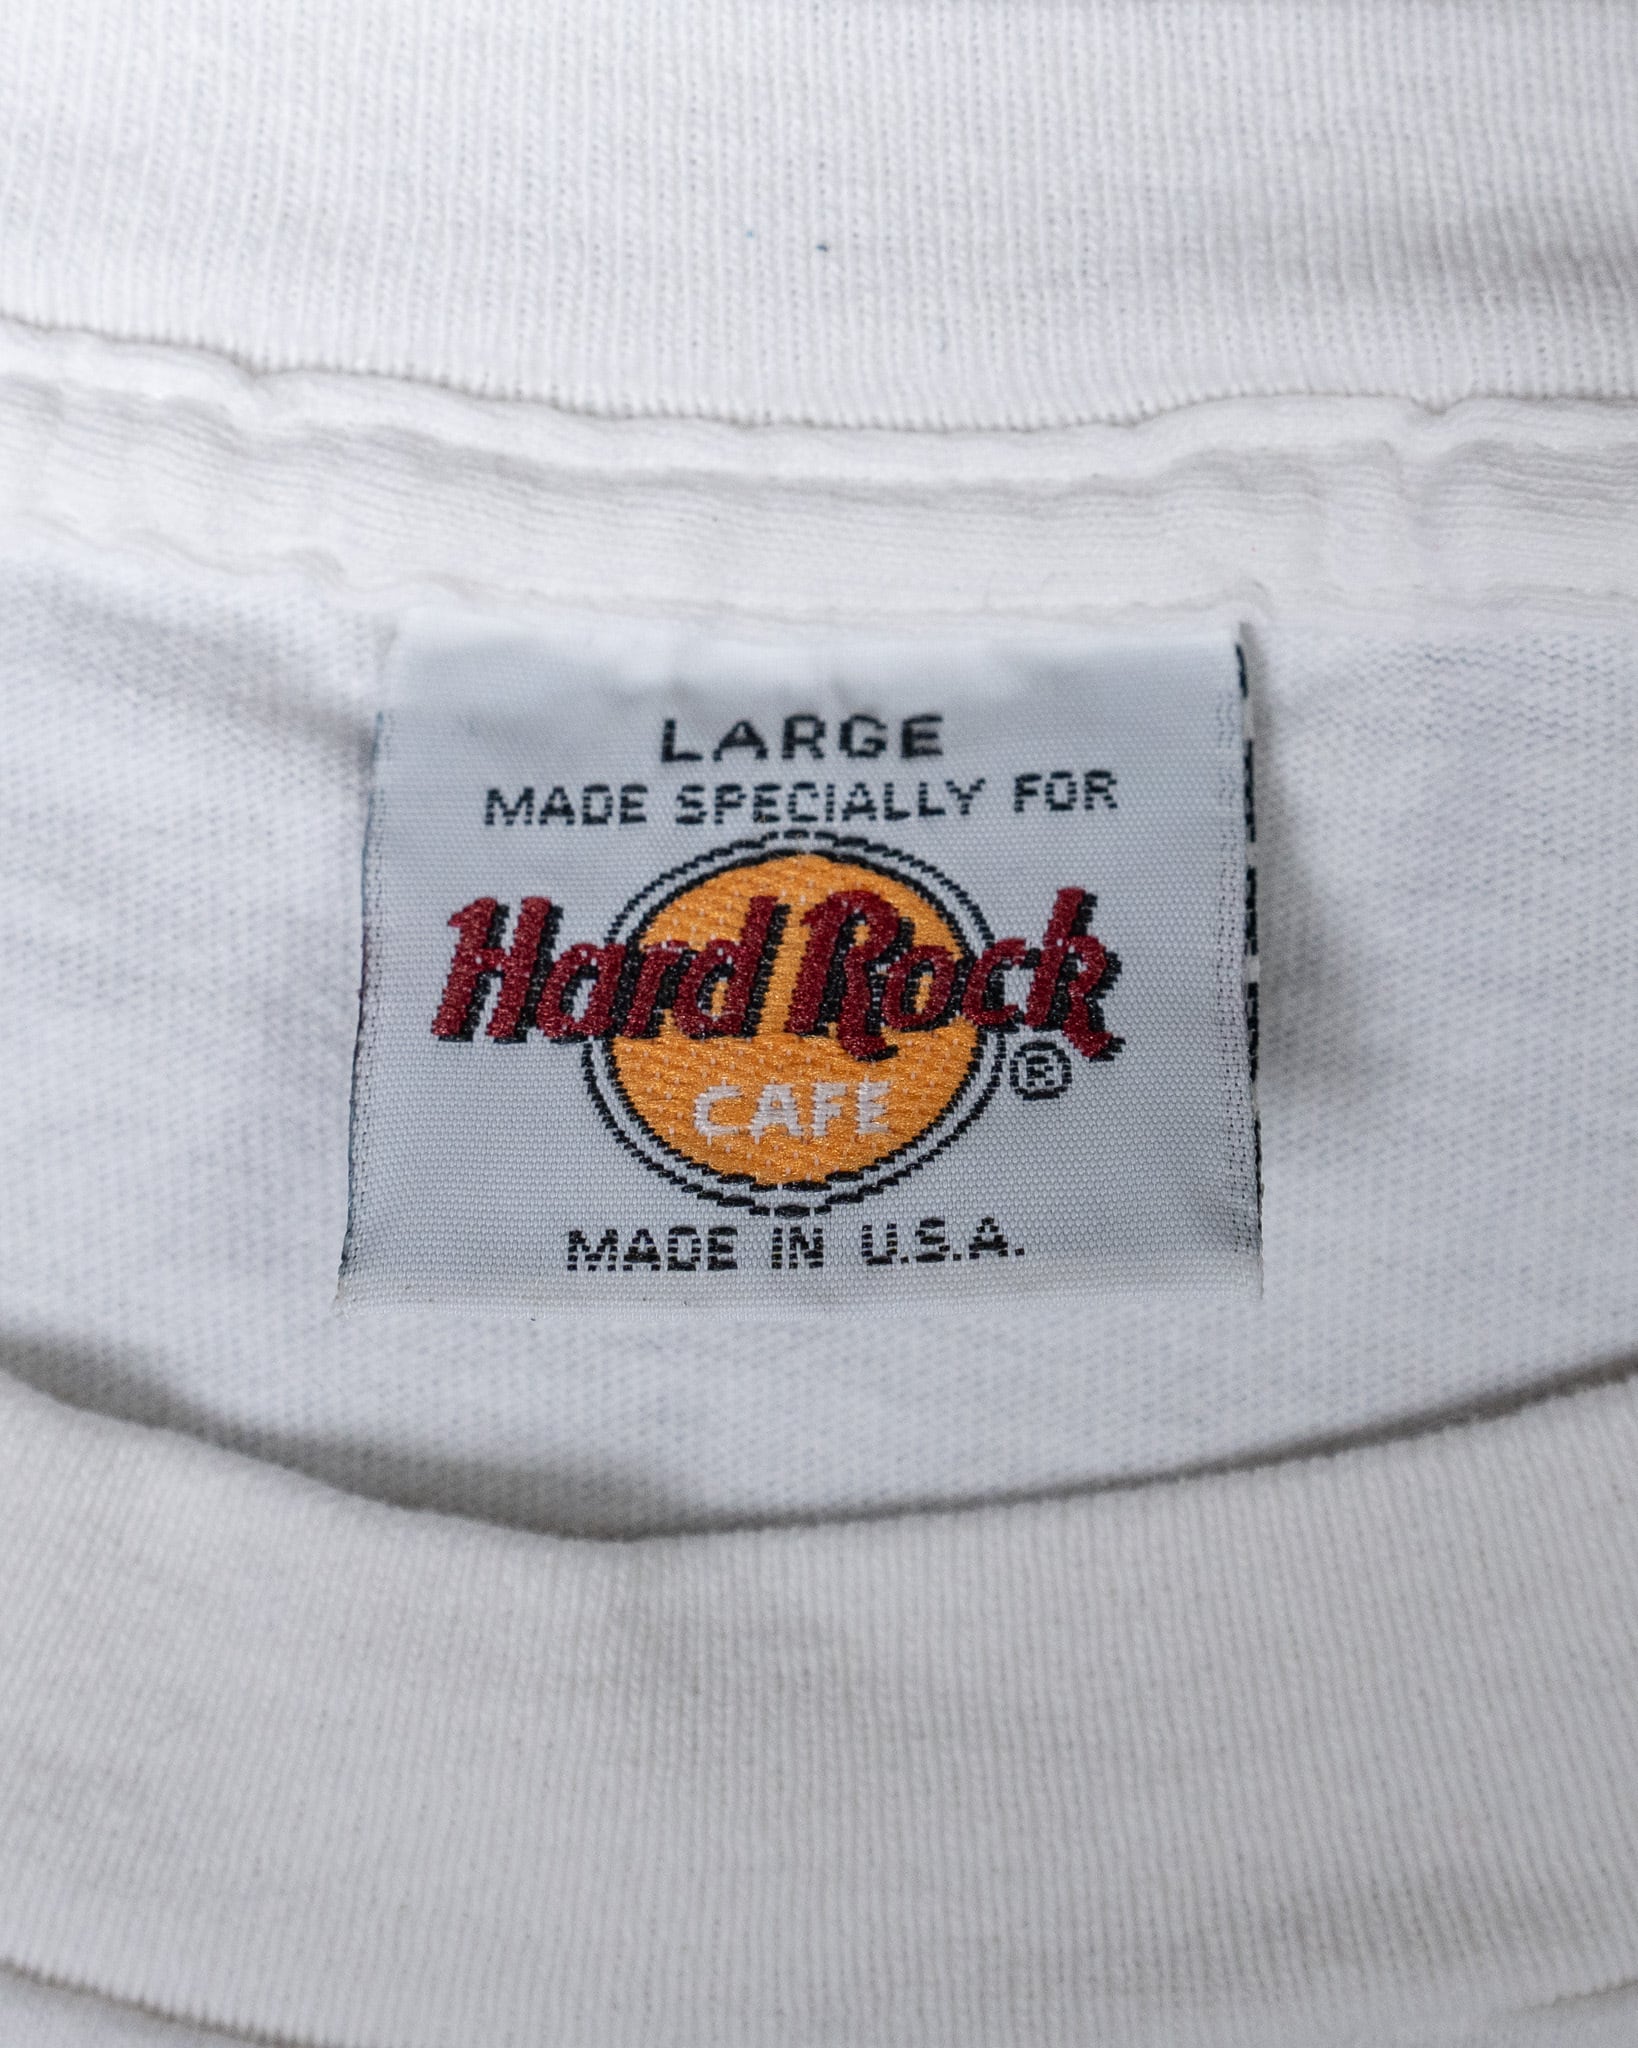 LARGE
MADE SPECIALLY FOR
Hard Rock
CAFE ®
MADE IN U.S.A.